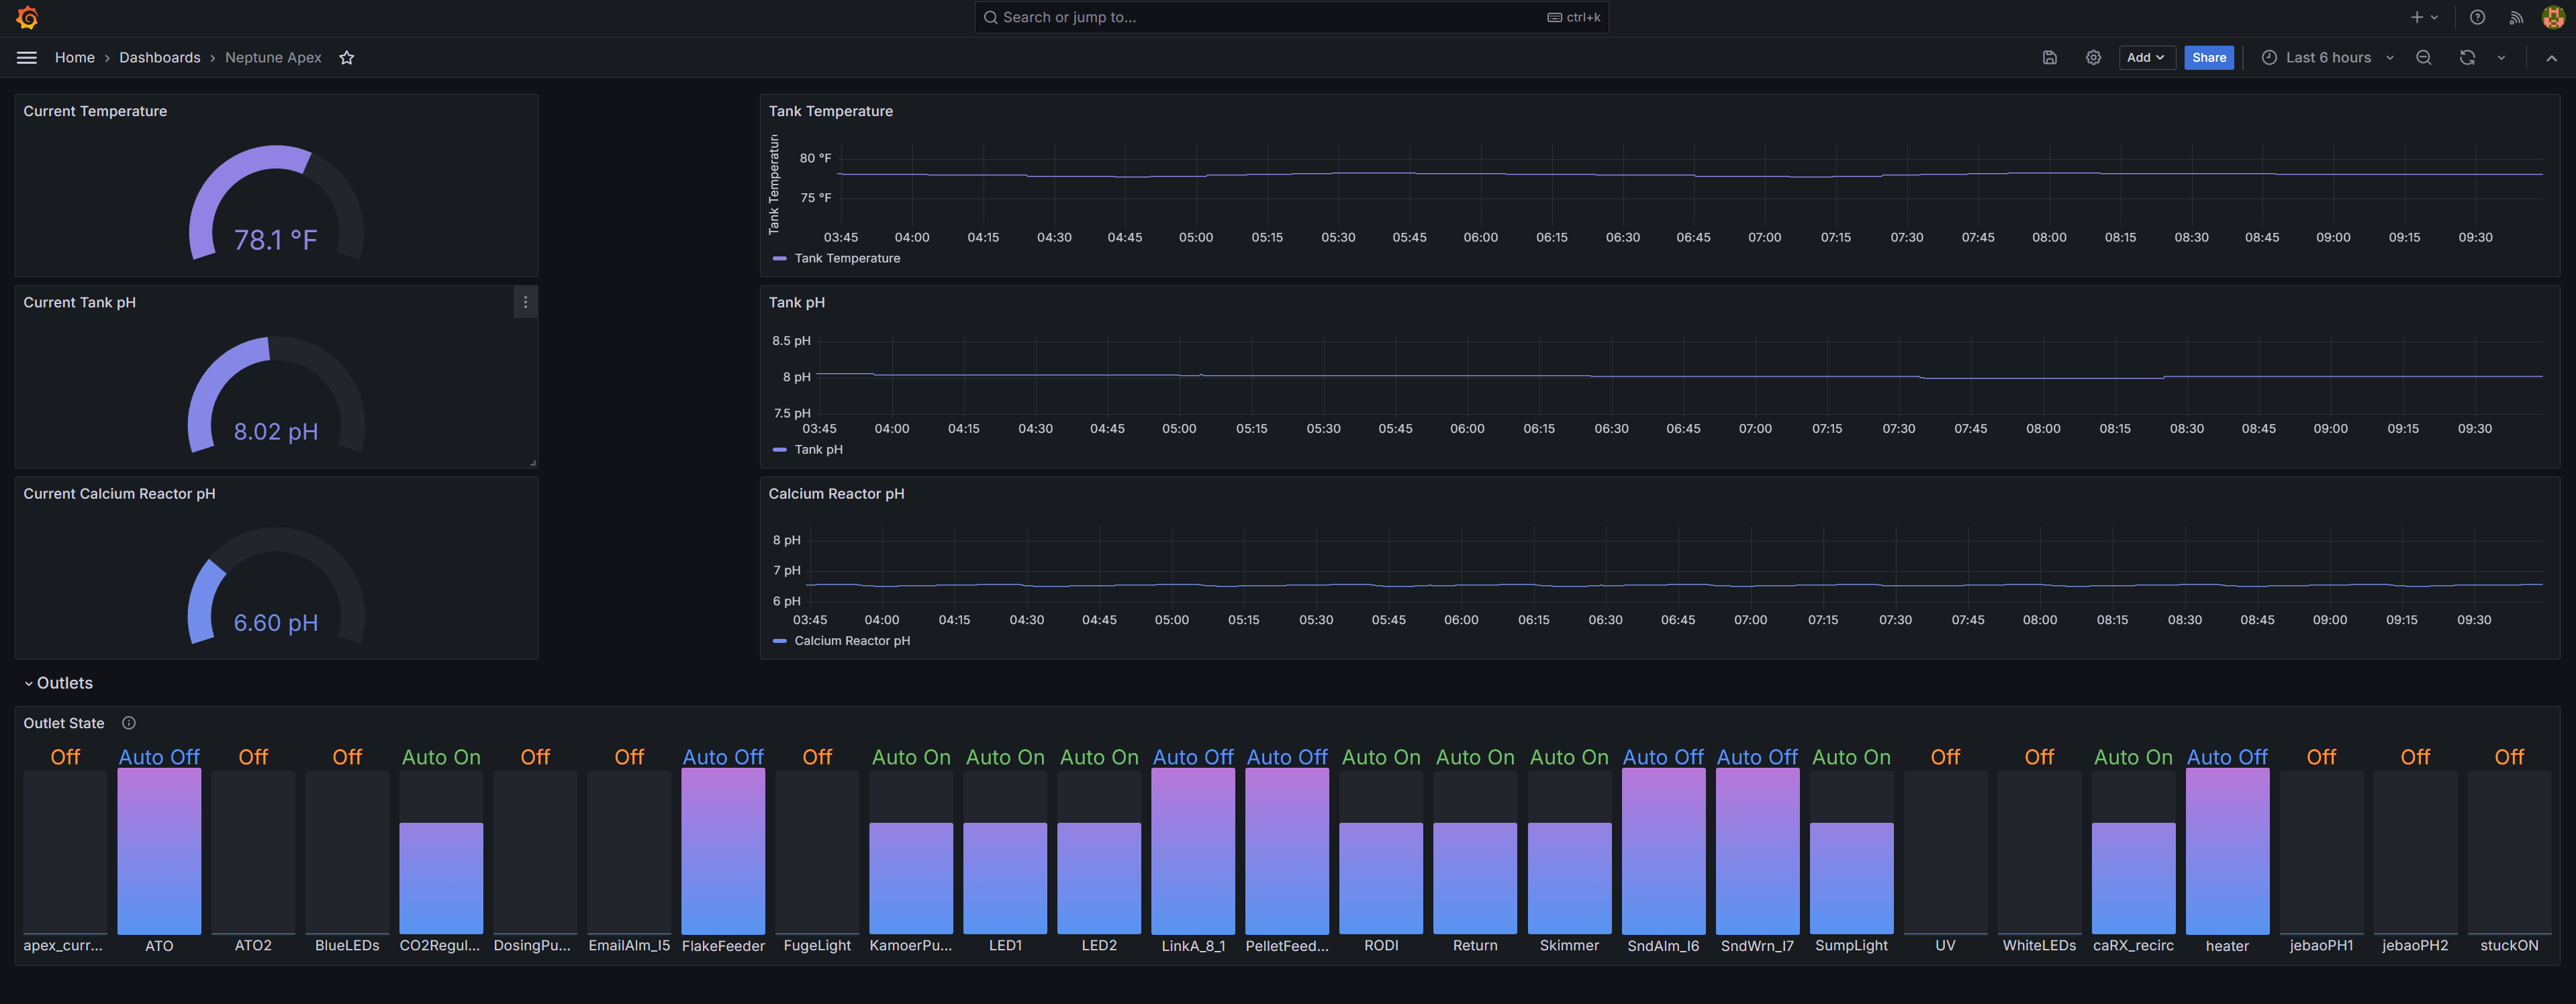 Search or jump to...
ctrl+k
Home › Dashboards › Neptune Apex
Add
Share
Last 6 hours
Current Temperature
78.1 °F
Tank Temperature
Tank Temperature
80 °F
75 °F
03:45 04:00 04:15 04:30 04:45 05:00 05:15 05:30 05:45 06:00 06:15 06:30 06:45 07:00 07:15 07:30 07:45 08:00 08:15 08:30 08:45 09:00 09:15 09:30
Tank Temperature
Current Tank pH
8.02 pH
Tank pH
8.5 pH
8 pH
7.5 pH
03:45 04:00 04:15 04:30 04:45 05:00 05:15 05:30 05:45 06:00 06:15 06:30 06:45 07:00 07:15 07:30 07:45 08:00 08:15 08:30 08:45 09:00 09:15 09:30
Tank pH
Current Calcium Reactor pH
6.60 pH
Calcium Reactor pH
8 pH
7 pH
6 pH
03:45 04:00 04:15 04:30 04:45 05:00 05:15 05:30 05:45 06:00 06:15 06:30 06:45 07:00 07:15 07:30 07:45 08:00 08:15 08:30 08:45 09:00 09:15 09:30
Calcium Reactor pH
Outlets
Outlet State
Off Auto Off Off Off Auto On Off Off Auto Off Off Auto On Auto On Auto On Auto Off Auto Off Auto On Auto On Auto On Auto Off Auto Off Auto On Off Off Auto On Auto Off Off Off Off
apex_curr... ATO ATO2 BlueLEDs CO2Regul... DosingPu... EmailAlm_I5 FlakeFeeder FugeLight KamoerPu... LED1 LED2 LinkA_8_1 PelletFeed... RODI Return Skimmer SndAlm_I6 SndWrn_I7 SumpLight UV WhiteLEDs caRX_recirc heater jebaoPH1 jebaoPH2 stuckON